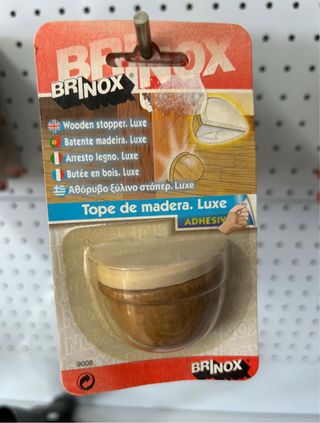 BRINOX
BRINOX®
Wooden stopper. Luxe
Batente madeira. Luxe
Arresto legno. Luxe
Butée en bois. Luxe
Αθόρυβο ξύλινο στόπερ. Luxe
Tope de madera. Luxe
ADHESIV
9008
BRINOX®